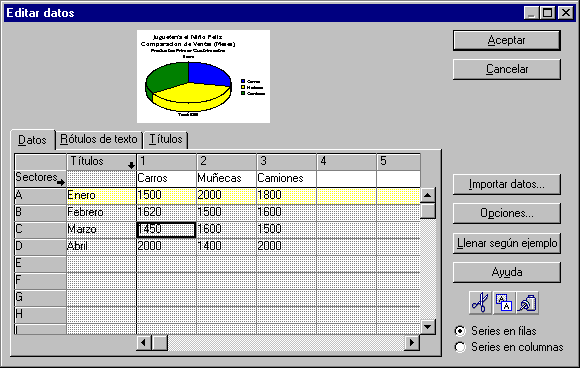 Editar datos
Juguetería el Niño Feliz
Comparacion de Ventas (Meses)
Productos Primer Cuatrimestre
Enero
Carros
Muñecas
Camiones
Aceptar
Cancelar
Datos Rótulos de texto Títulos
Títulos 1 2 3 4 5
Sectores Carros Muñecas Camiones
A Enero 1500 2000 1800
B Febrero 1620 1500 1600
C Marzo 1450 1600 1500
D Abril 2000 1400 2000
E
F
G
H
I
Importar datos...
Opciones...
Llenar según ejemplo
Ayuda
Series en filas
Series en columnas